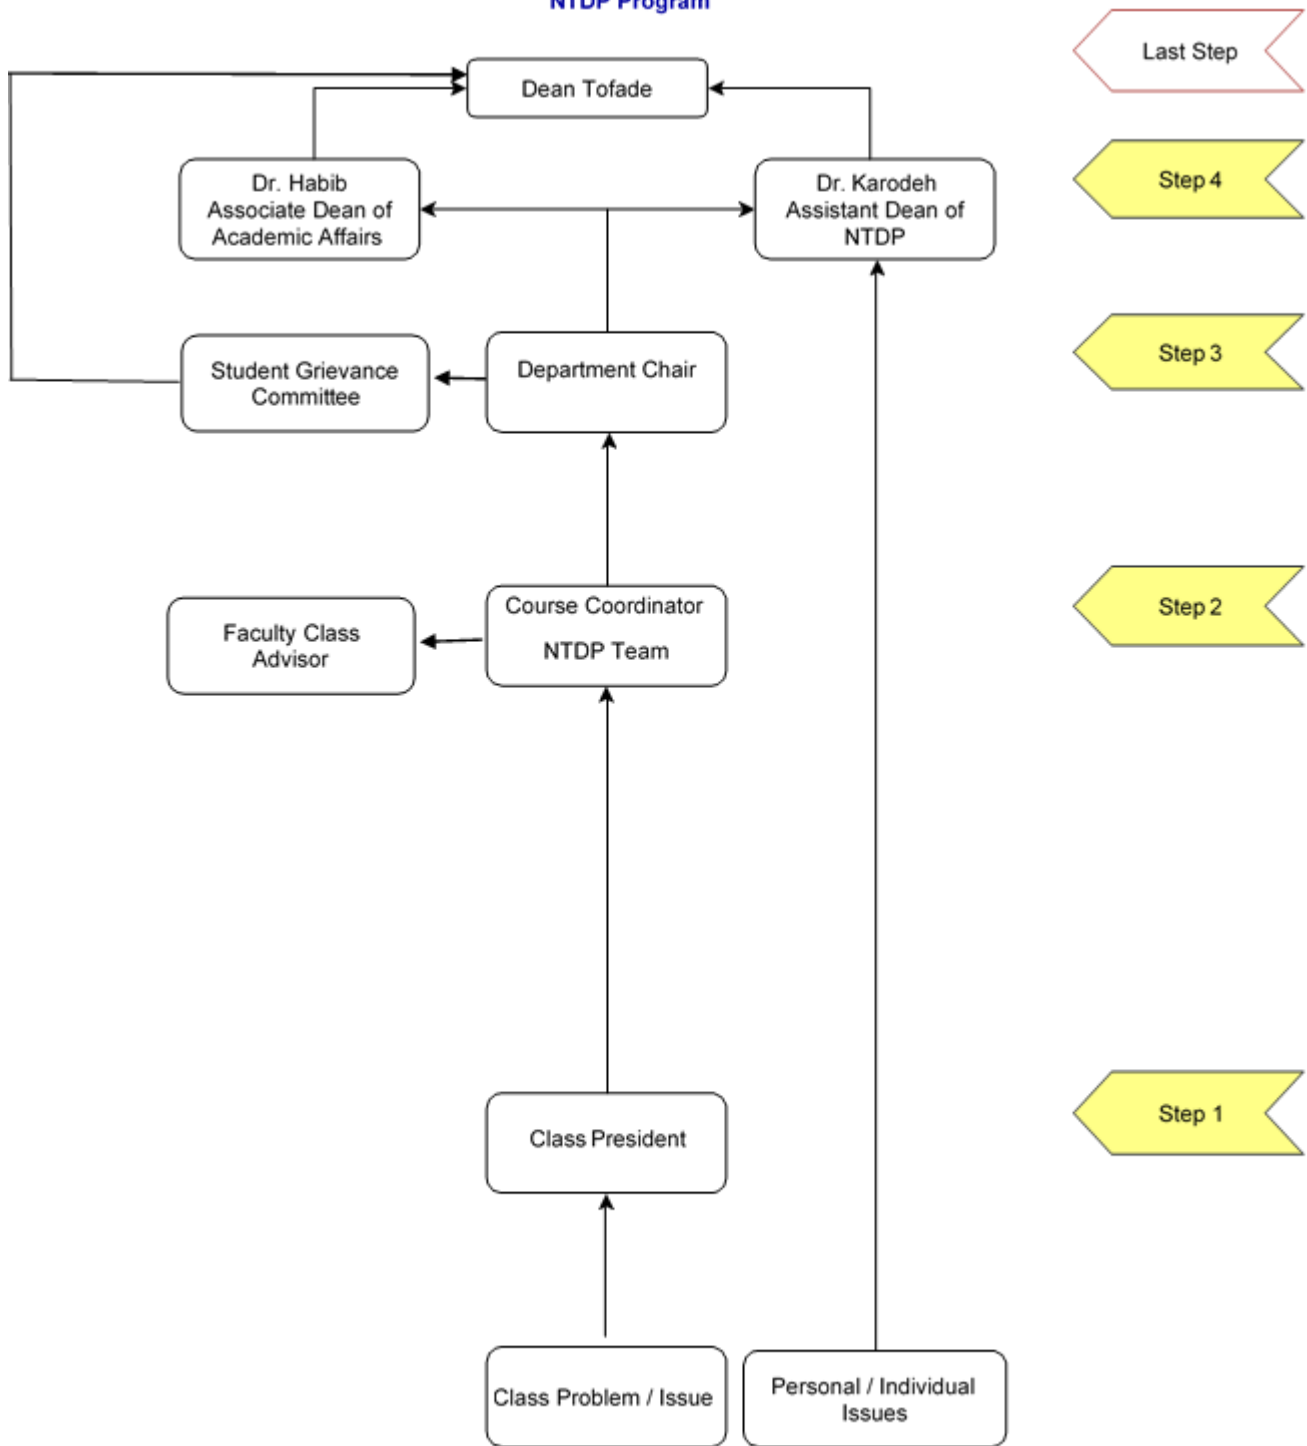 NTDP Program
Last Step
Dean Tofade
Step 4
Dr. Habib
Associate Dean of
Academic Affairs
Dr. Karodeh
Assistant Dean of
NTDP
Step 3
Student Grievance
Committee
Department Chair
Step 2
Faculty Class
Advisor
Course Coordinator
NTDP Team
Step 1
Class President
Class Problem / Issue
Personal / Individual
Issues